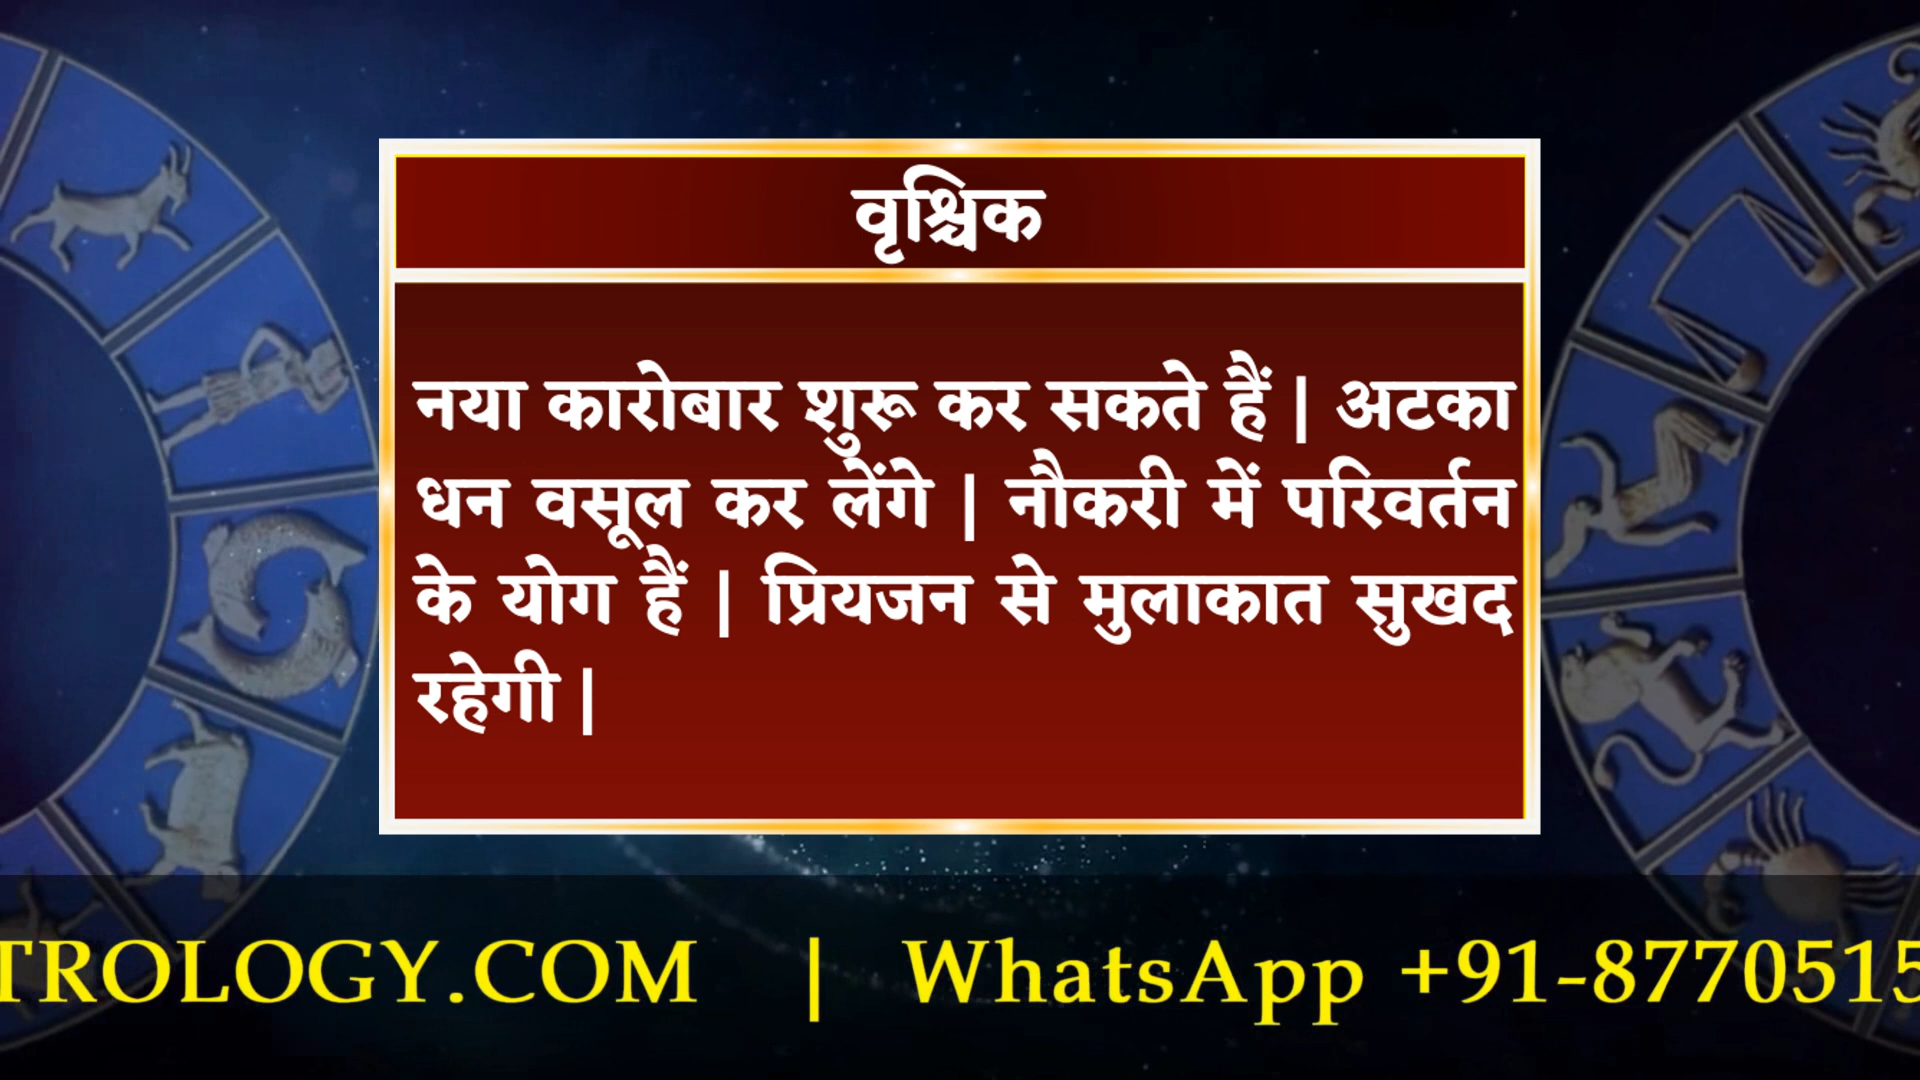 वृश्चिक
नया कारोबार शुरू कर सकते हैं | अटका
धन वसूल कर लेंगे | नौकरी में परिवर्तन
के योग हैं | प्रियजन से मुलाकात सुखद
रहेगी |
TROLOGY.COM | WhatsApp +91-8770515